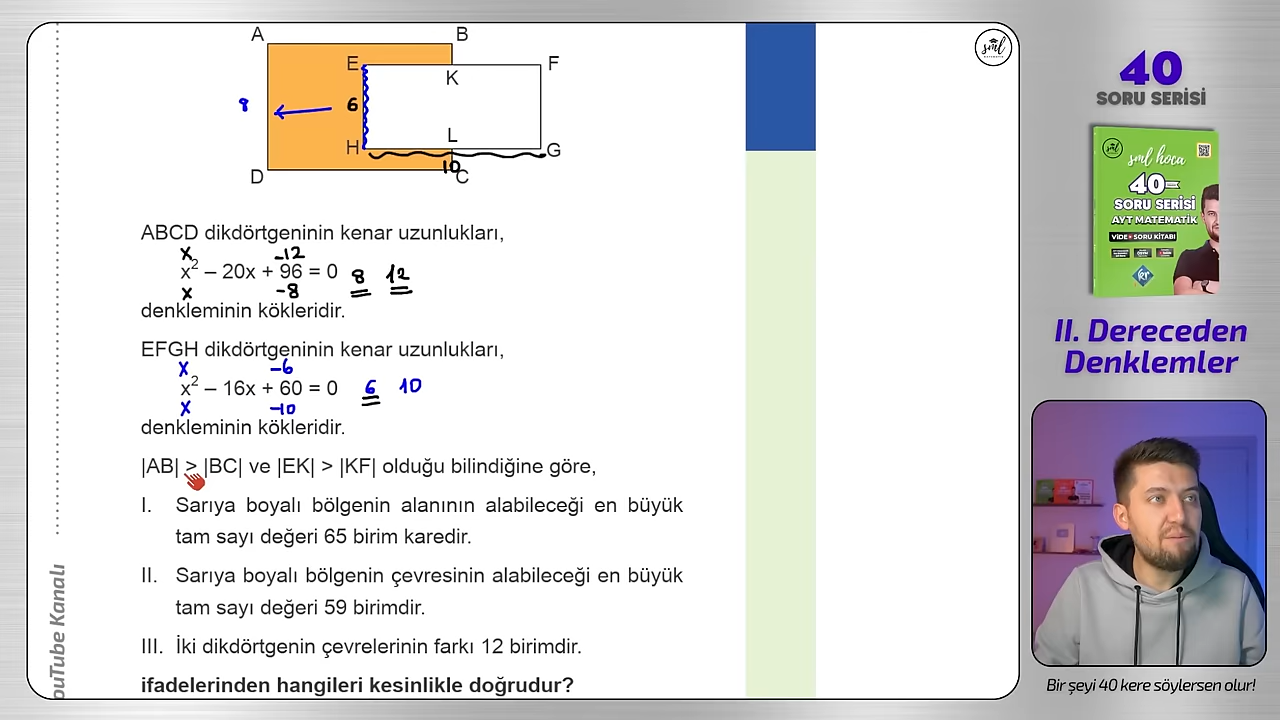 A
B
E
F
K
8
6
L
H
G
10
D
C
ABCD dikdörtgeninin kenar uzunlukları,
x -12
x² – 20x + 96 = 0 8 12
x -8
denkleminin kökleridir.
EFGH dikdörtgeninin kenar uzunlukları,
x -6
x² – 16x + 60 = 0 6 10
x -10
denkleminin kökleridir.
|AB| > |BC| ve |EK| > |KF| olduğu bilindiğine göre,
I. Sarıya boyalı bölgenin alanının alabileceği en büyük
tam sayı değeri 65 birim karedir.
II. Sarıya boyalı bölgenin çevresinin alabileceği en büyük
tam sayı değeri 59 birimdir.
III. İki dikdörtgenin çevrelerinin farkı 12 birimdir.
ifadelerinden hangileri kesinlikle doğrudur?
ouTube Kanalı
sml
40
SORU SERİSİ
sml
sml hoca
40
SORU SERİSİ
AYT MATEMATİK
VİDEO SORU KİTABI
II. Dereceden
Denklemler
Bir şeyi 40 kere söylersen olur!